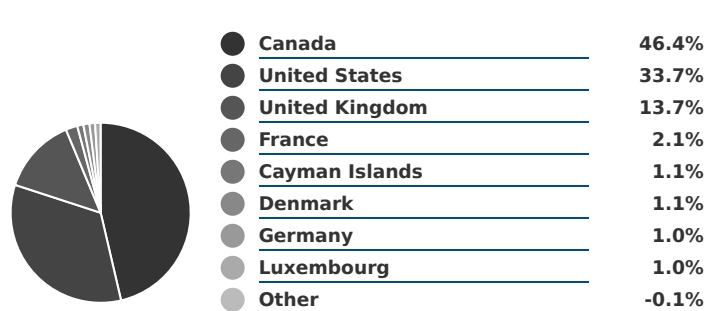 Canada 46.4%
United States 33.7%
United Kingdom 13.7%
France 2.1%
Cayman Islands 1.1%
Denmark 1.1%
Germany 1.0%
Luxembourg 1.0%
Other -0.1%